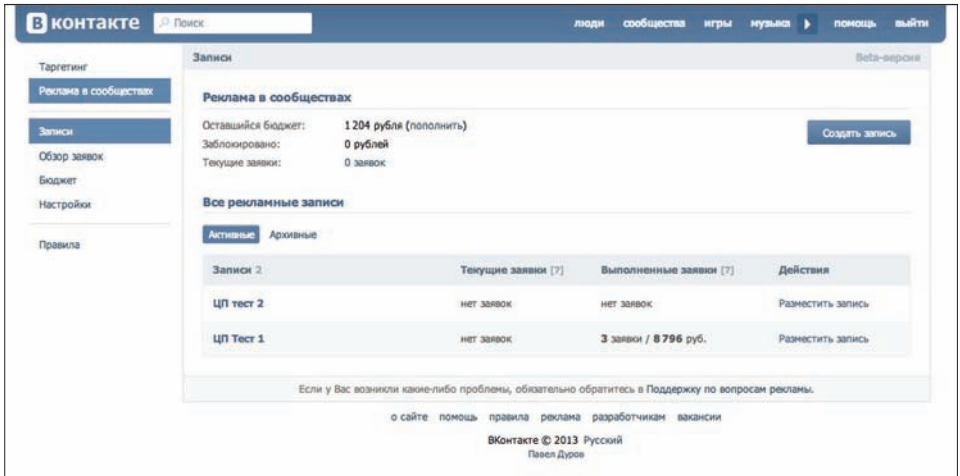 В контакте Поиск люди сообщества игры музыка помощь выйти
Записи Beta-версия
Таргетинг
Реклама в сообществах
Записи
Обзор заявок
Бюджет
Настройки
Правила
Реклама в сообществах
Оставшийся бюджет: 1 204 рубля (пополнить)
Заблокировано: 0 рублей
Текущие заявки: 0 заявок
Создать запись
Все рекламные записи
Активные Архивные
Записи 2 Текущие заявки [?] Выполненные заявки [?] Действия
ЦП тест 2 нет заявок нет заявок Разместить запись
ЦП Тест 1 нет заявок 3 заявки / 8 796 руб. Разместить запись
Если у Вас возникли какие-либо проблемы, обязательно обратитесь в Поддержку по вопросам рекламы.
о сайте помощь правила реклама разработчикам вакансии
ВКонтакте © 2013 Русский
Павел Дуров